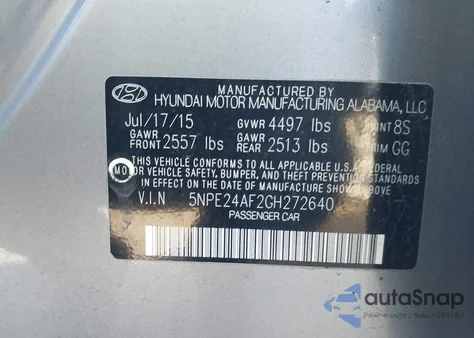 MANUFACTURED BY
HYUNDAI MOTOR MANUFACTURING ALABAMA, LLC
Jul/17/15 GVWR 4497 lbs 8S
GAWR FRONT 2557 lbs GAWR REAR 2513 lbs GG
THIS VEHICLE CONFORMS TO ALL APPLICABLE U.S. FEDERAL MOTOR
VEHICLE SAFETY, BUMPER, AND THEFT PREVENTION STANDARDS
IN EFFECT ON THE DATE OF MANUFACTURE SHOWN ABOVE.
V.I.N 5NPE24AF2GH272640
PASSENGER CAR
autoSnap